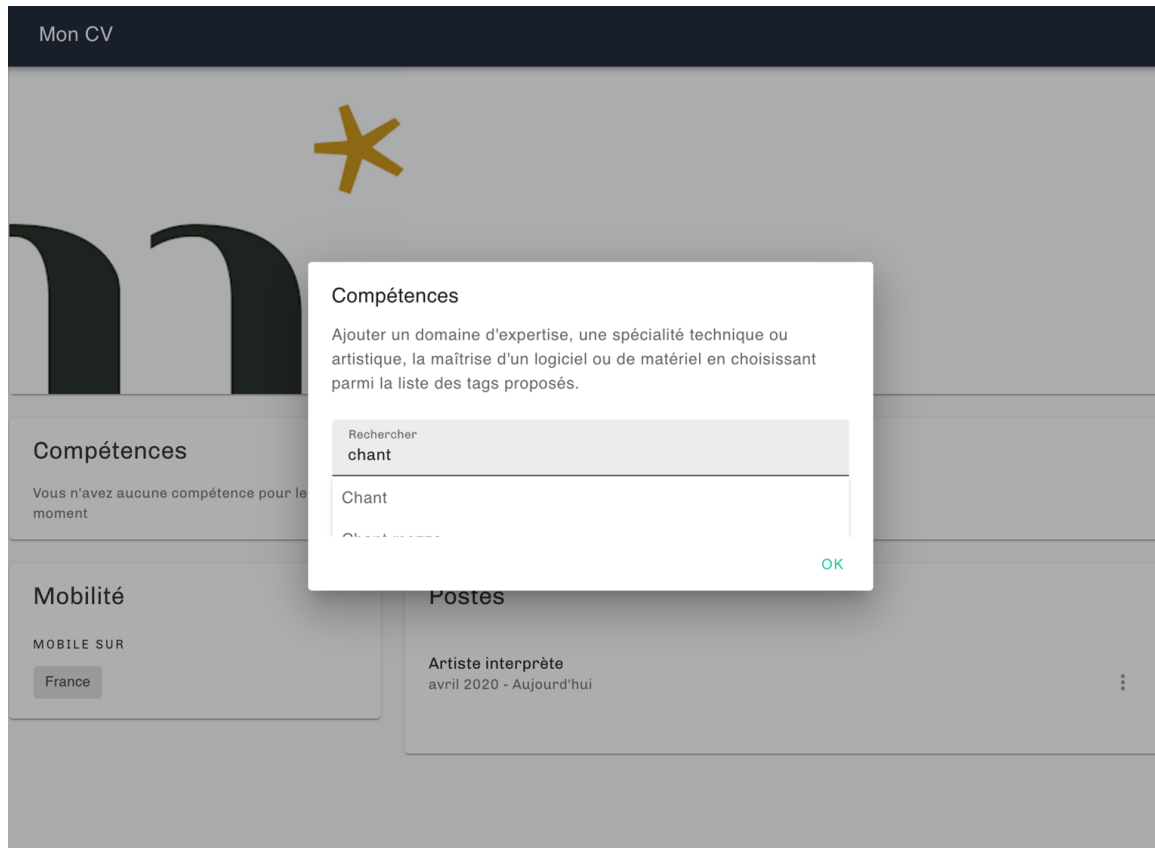 Mon CV
Compétences
Ajouter un domaine d'expertise, une spécialité technique ou
artistique, la maîtrise d'un logiciel ou de matériel en choisissant
parmi la liste des tags proposés.
Rechercher
chant
Chant
Chant mezzo
OK
Compétences
Vous n'avez aucune compétence pour le
moment
Mobilité
MOBILE SUR
France
Postes
Artiste interprète
avril 2020 - Aujourd'hui